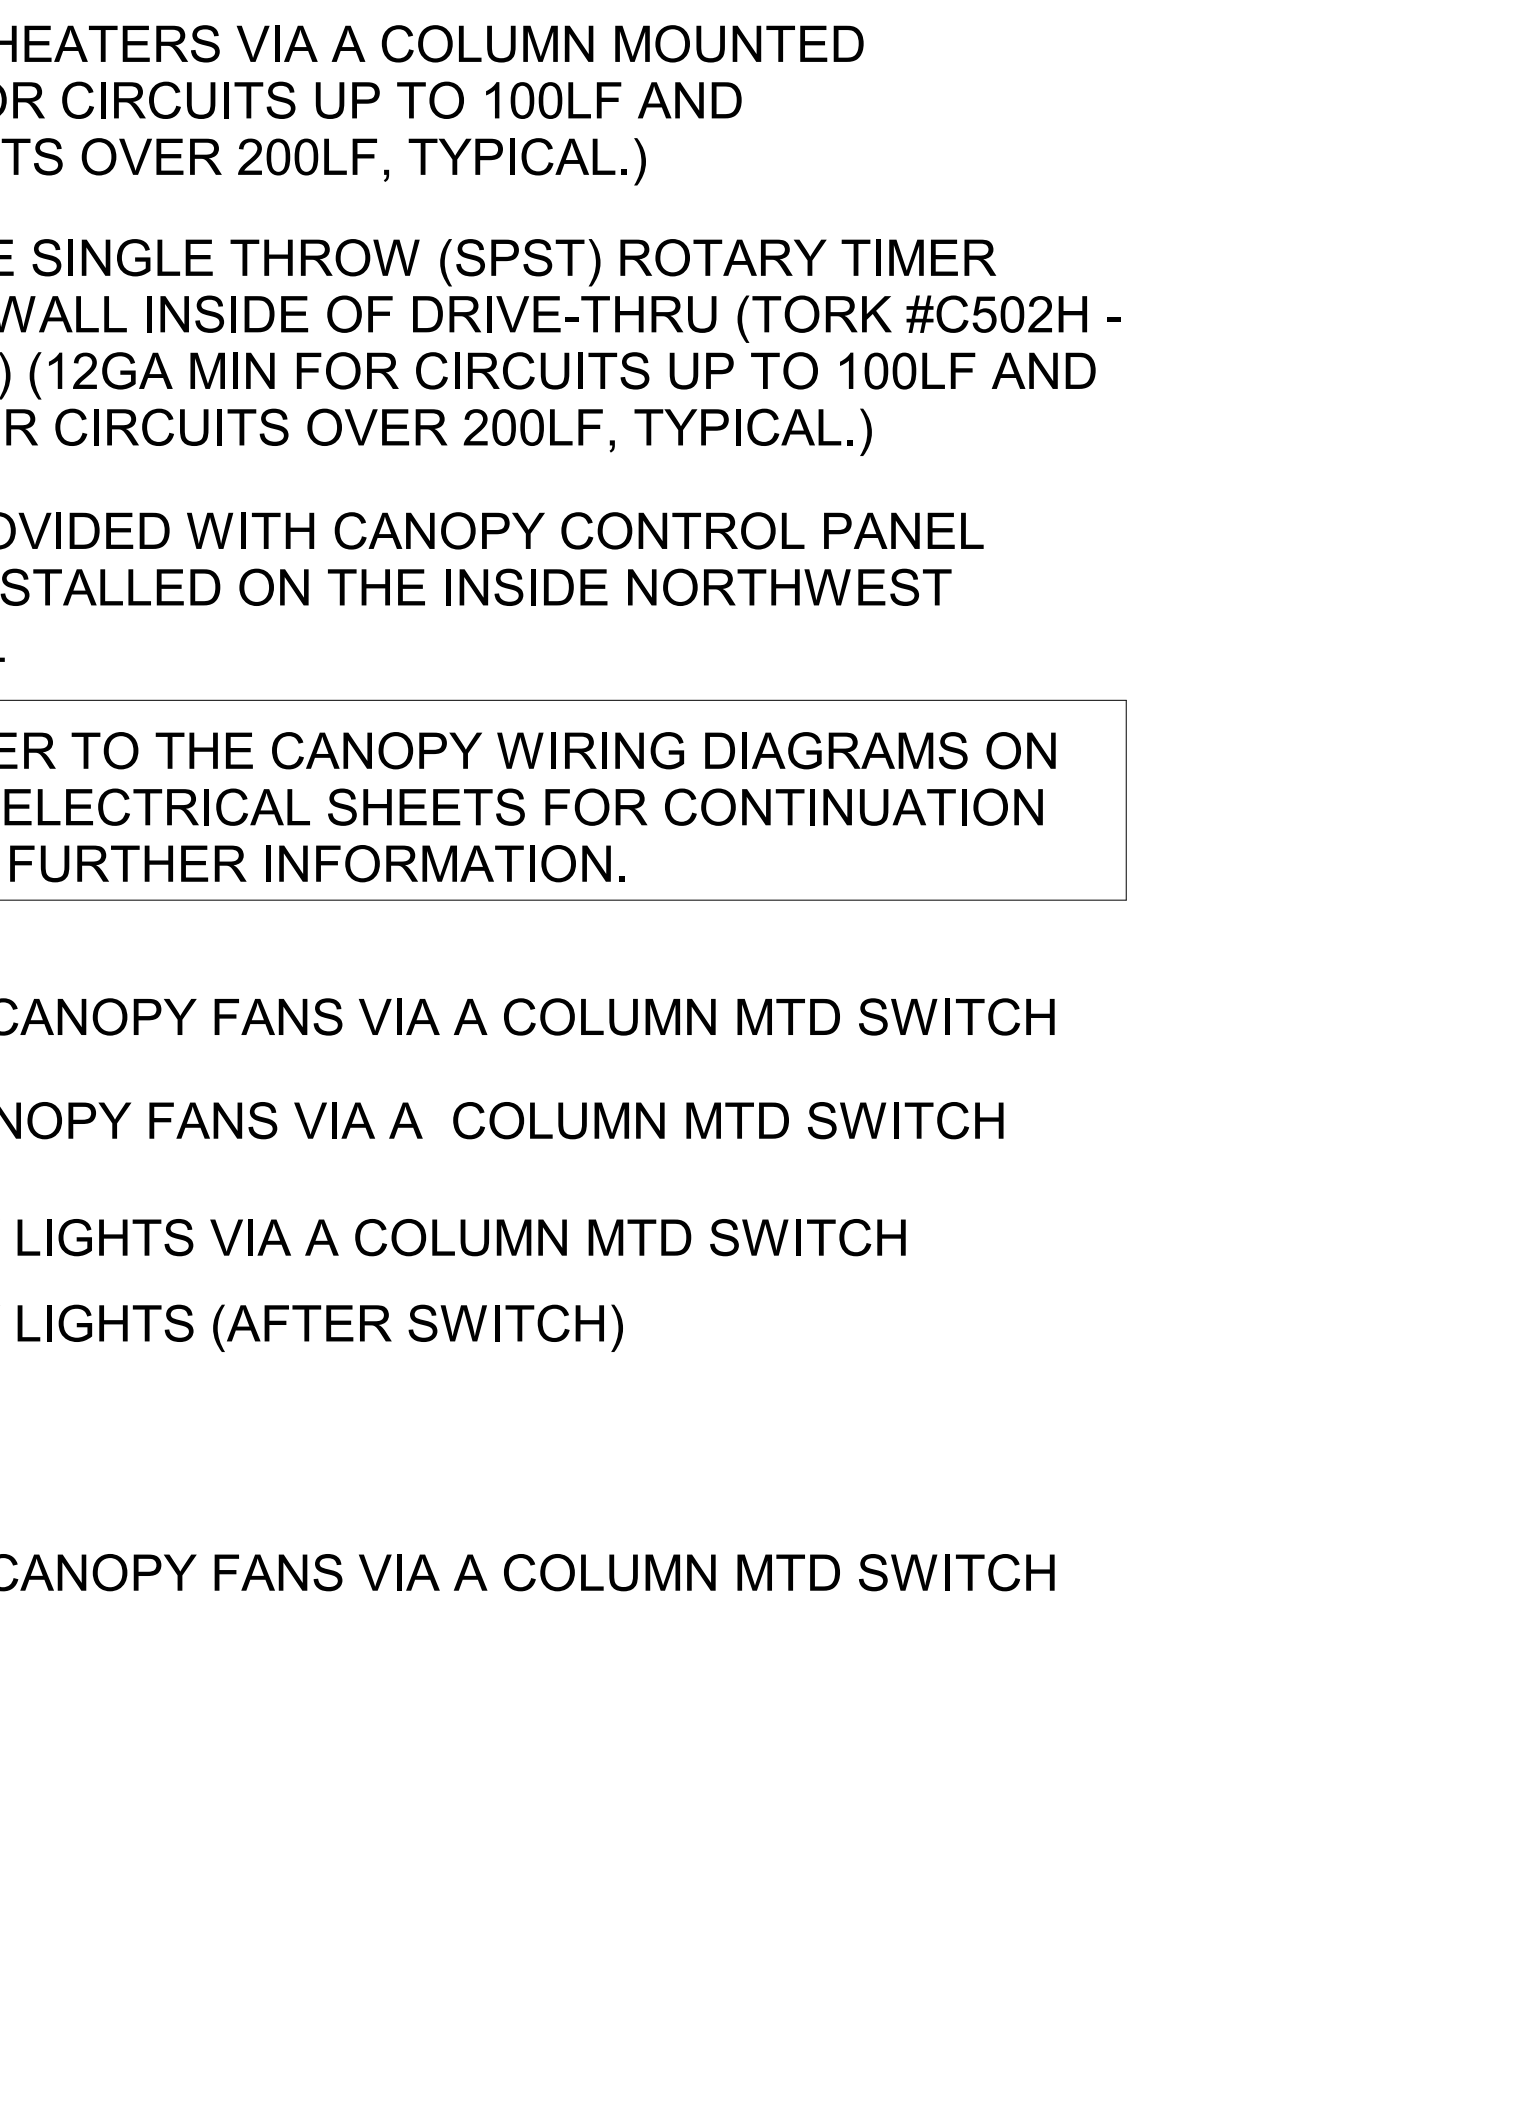 HEATERS VIA A COLUMN MOUNTED
OR CIRCUITS UP TO 100LF AND
TS OVER 200LF, TYPICAL.)
E SINGLE THROW (SPST) ROTARY TIMER
WALL INSIDE OF DRIVE-THRU (TORK #C502H -
) (12GA MIN FOR CIRCUITS UP TO 100LF AND
R CIRCUITS OVER 200LF, TYPICAL.)
OVIDED WITH CANOPY CONTROL PANEL
STALLED ON THE INSIDE NORTHWEST
ER TO THE CANOPY WIRING DIAGRAMS ON
ELECTRICAL SHEETS FOR CONTINUATION
FURTHER INFORMATION.
CANOPY FANS VIA A COLUMN MTD SWITCH
NOPY FANS VIA A  COLUMN MTD SWITCH
LIGHTS VIA A COLUMN MTD SWITCH
LIGHTS (AFTER SWITCH)
CANOPY FANS VIA A COLUMN MTD SWITCH